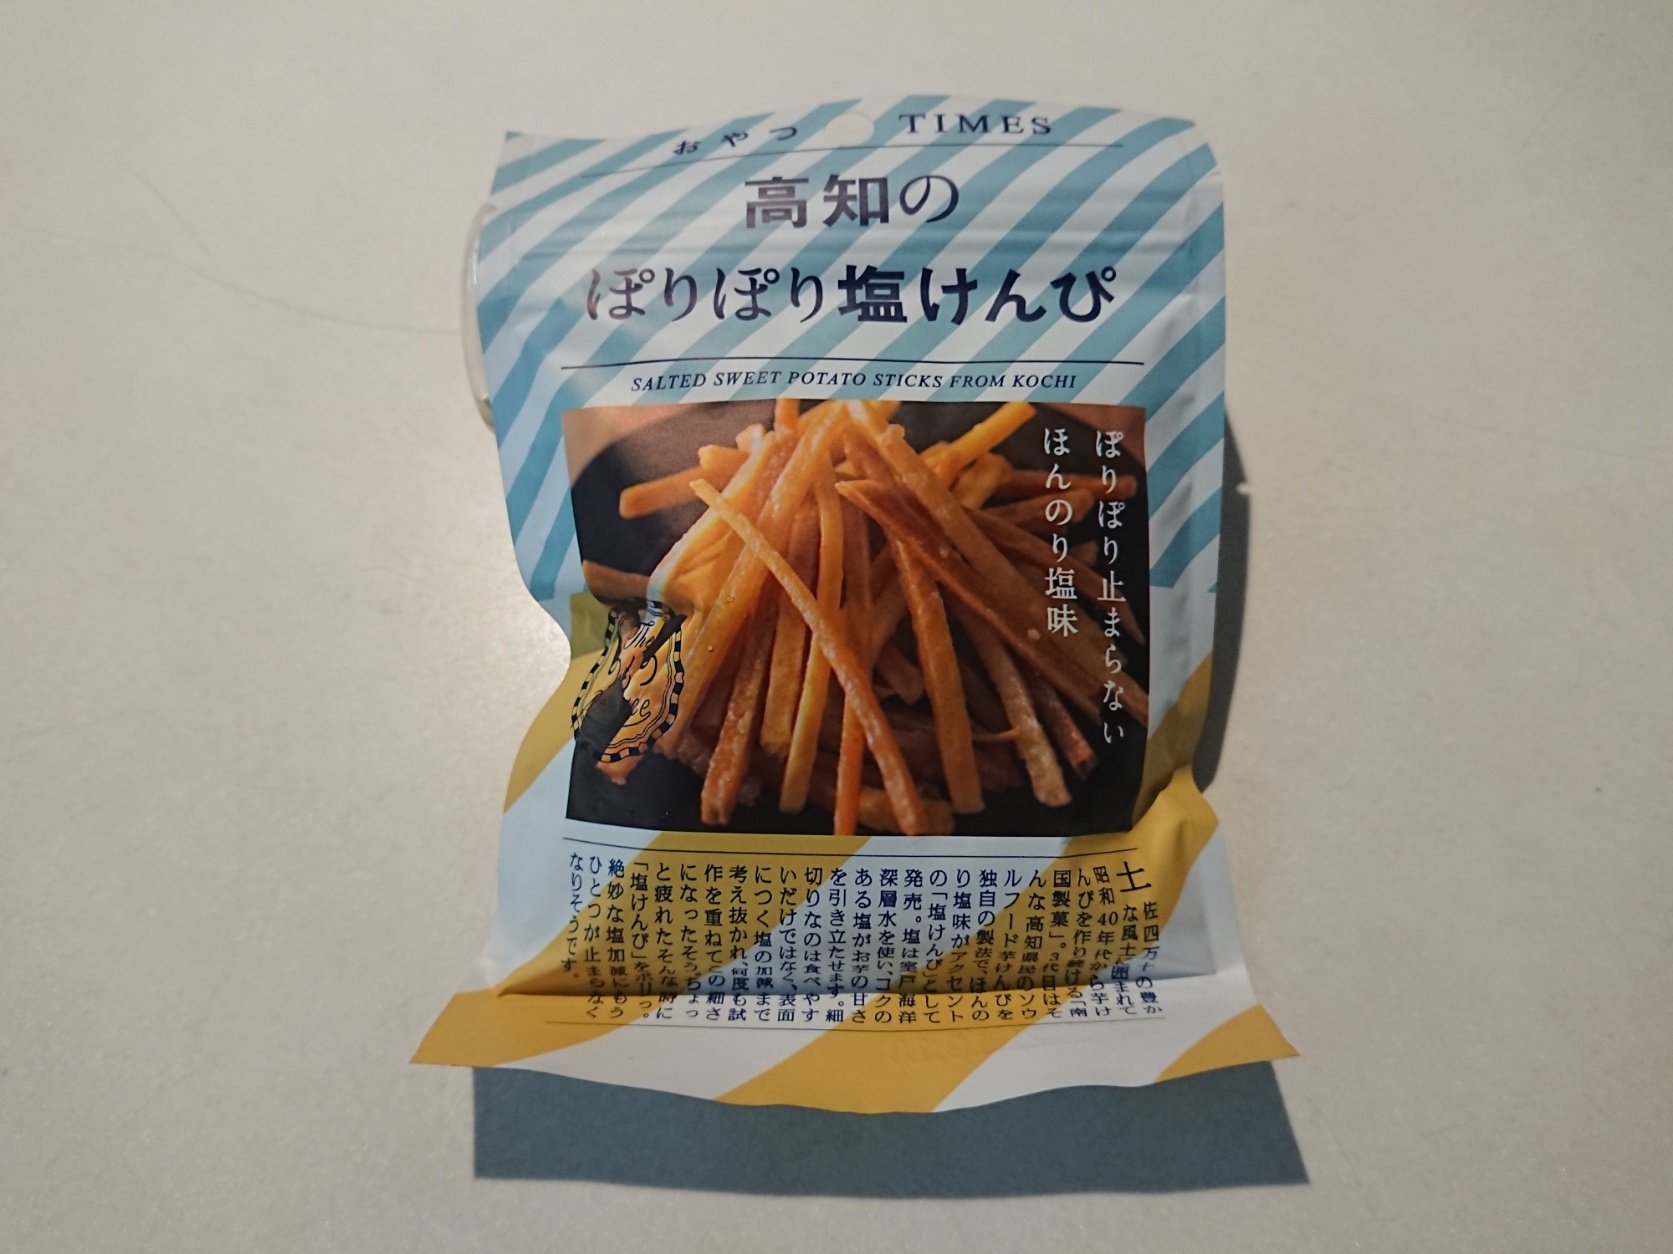 おやつ TIMES
高知の
ぽりぽり塩けんぴ
SALTED SWEET POTATO STICKS FROM KOCHI
ぽりぽり止まらない
ほんのり塩味
The
土佐四万十の豊か
な風土に囲まれて
昭和40年代から芋け
んぴを作り続ける「南
国製菓」。3代目はそ
んな高知県民のソウ
ルフード芋けんぴを
独自の製法で、ほんの
り塩味がアクセント
の「塩けんぴ」として
発売。塩は室戸海洋
深層水を使い、コクの
ある塩がお芋の甘さ
を引き立たせます。細
切りなのは食べやす
いだけではなく、表面
につく塩の加減まで
考え抜かれ、何度も試
作を重ねてこの細さ
になったそう。ちょっ
と疲れたそんな時に
「塩けんぴ」をポリっ。
絶妙な塩加減にもう
ひとつが止まらなく
なりそうです。